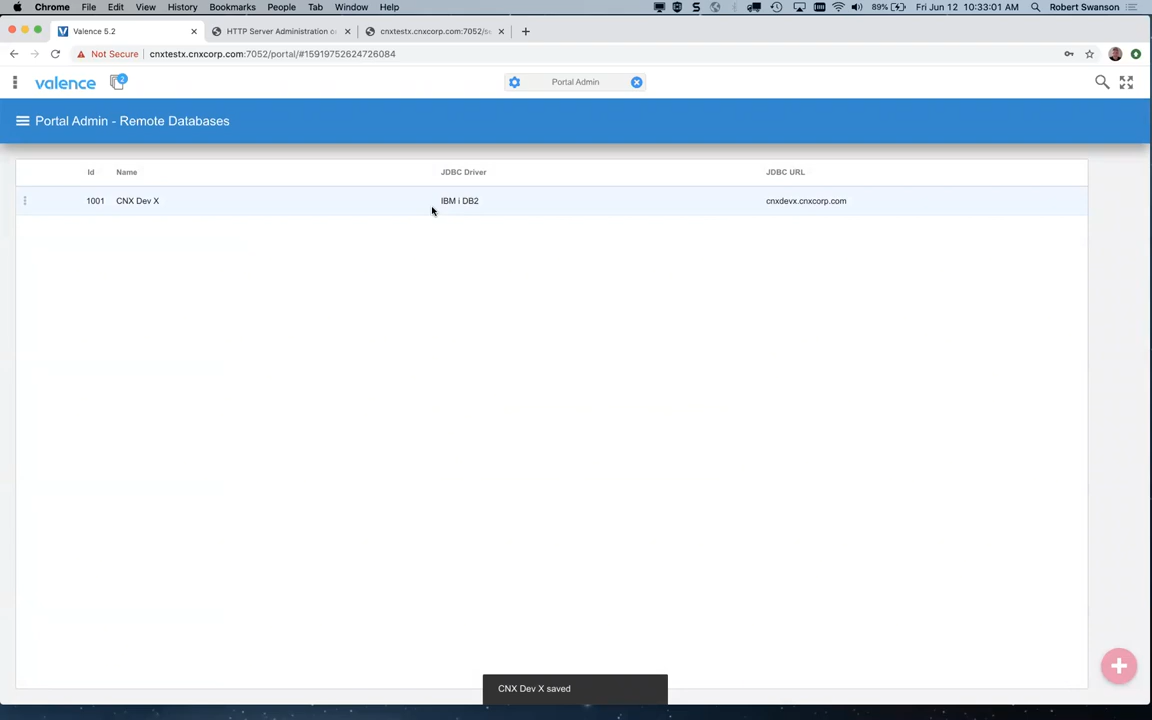 Chrome File Edit View History Bookmarks People Tab Window Help 89% Fri Jun 12 10:33:01 AM Robert Swanson
Valence 5.2 HTTP Server Administration cnxtestx.cnxcorp.com:7052/s
Not Secure cnxtestx.cnxcorp.com:7052/portal/#15919752624726084
valence 2 Portal Admin
Portal Admin - Remote Databases
Id Name JDBC Driver JDBC URL
1001 CNX Dev X IBM i DB2 cnxdevx.cnxcorp.com
CNX Dev X saved